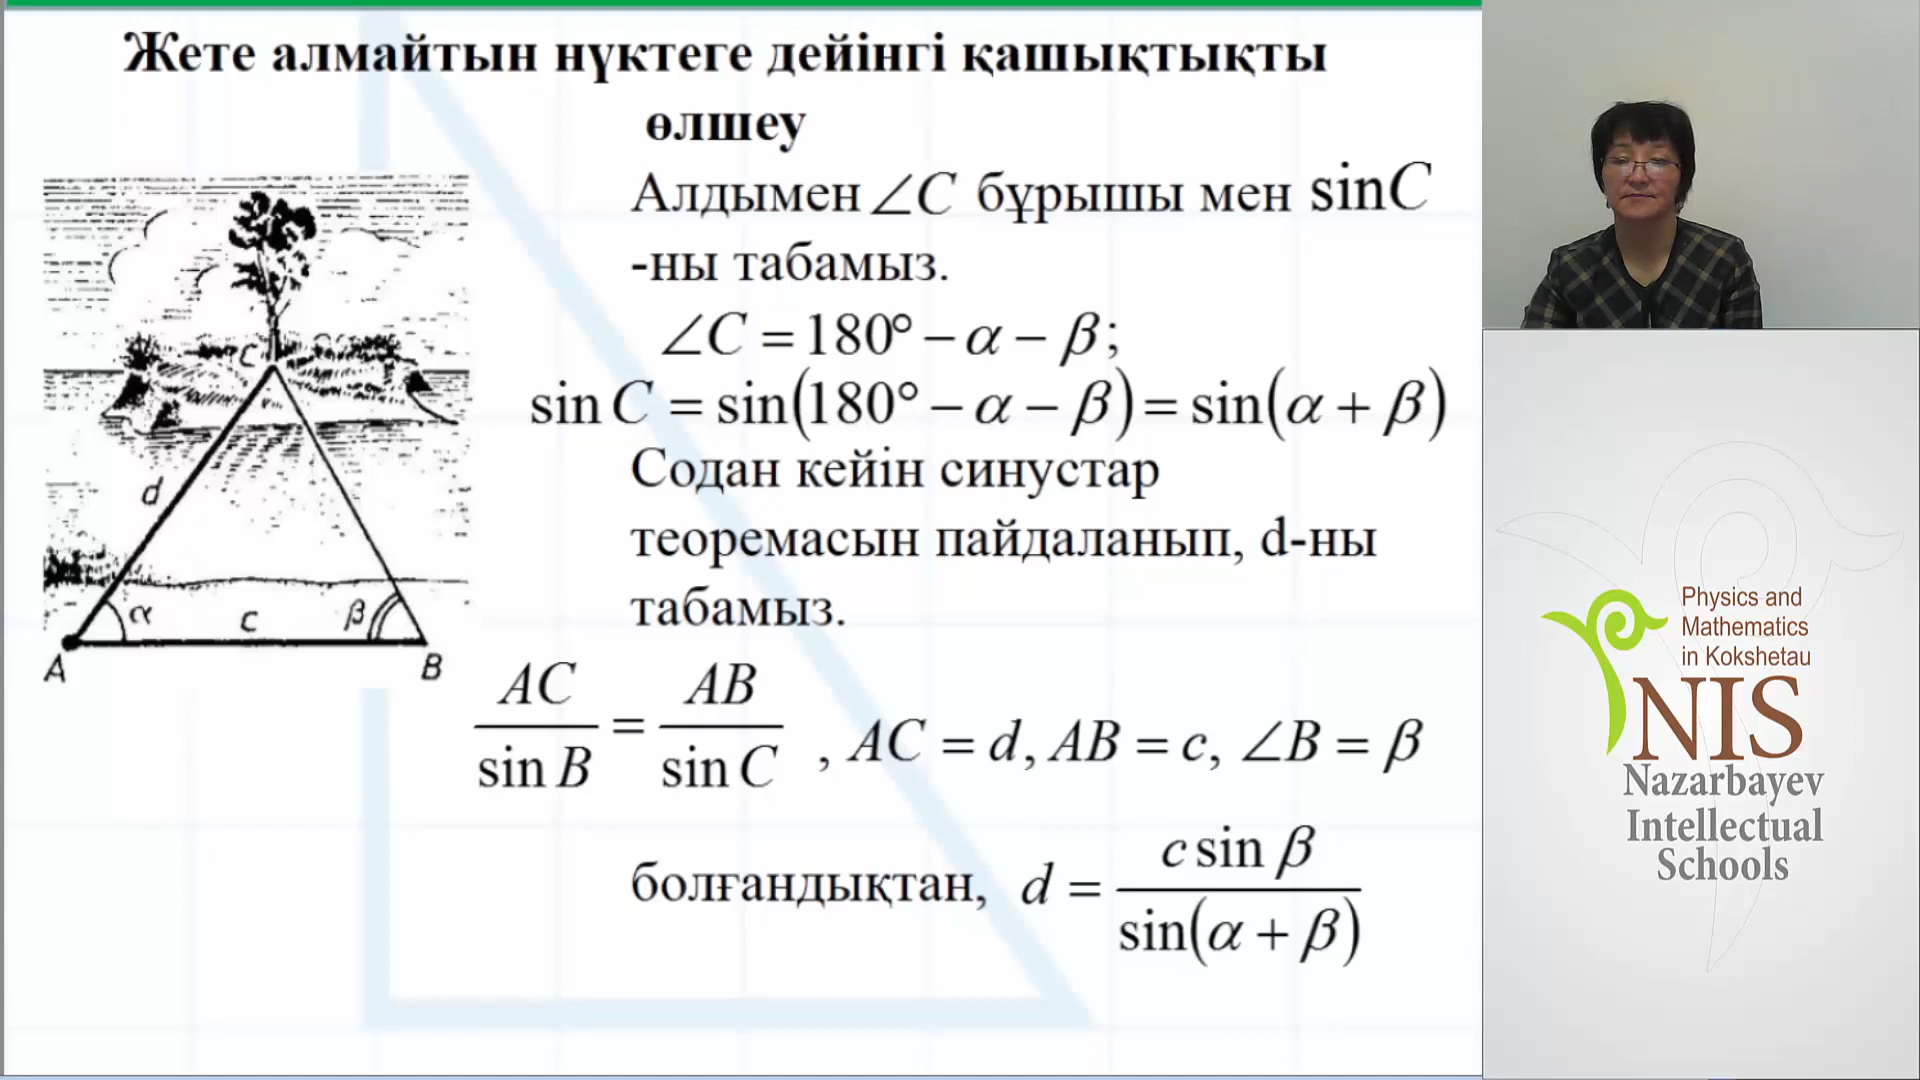 Жете алмайтын нүктеге дейінгі қашықтықты
өлшеу
Алдымен ∠C бұрышы мен sinC
-ны табамыз.
∠C = 180° − α − β;
sin C = sin(180° − α − β) = sin(α + β)
Содан кейін синустар
теоремасын пайдаланып, d-ны
табамыз.
AC / sin B = AB / sin C , AC = d, AB = c, ∠B = β
болғандықтан, d = c sin β / sin(α + β)
C
d
α c β
A B
Physics and
Mathematics
in Kokshetau
NIS
Nazarbayev
Intellectual
Schools